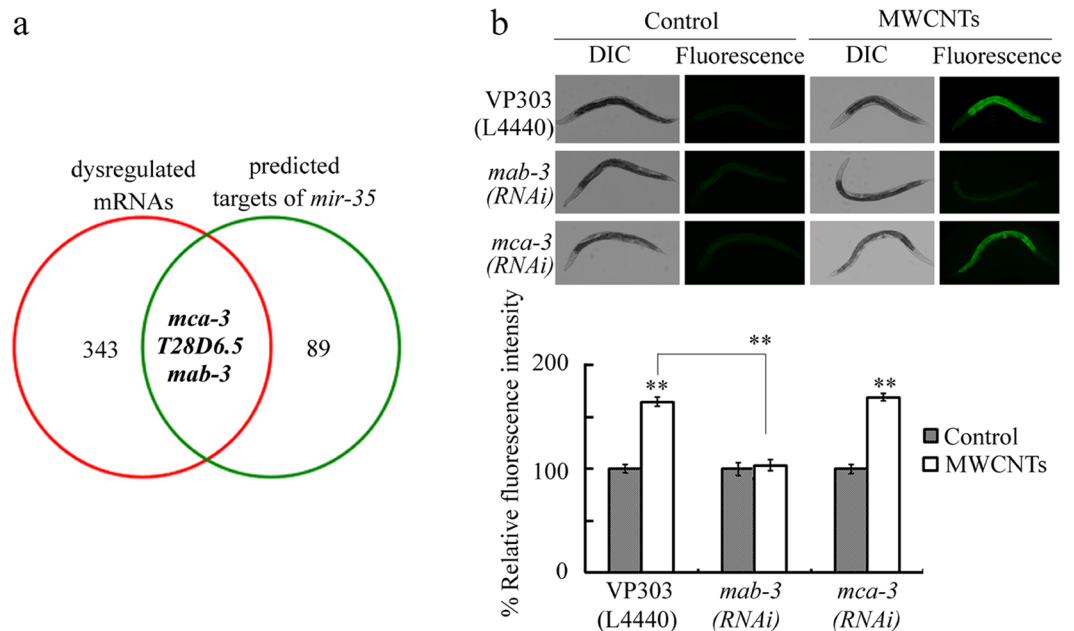 a
dysregulated
mRNAs
predicted
targets of mir-35
343
mca-3
T28D6.5
mab-3
89
b
Control
MWCNTs
DIC
Fluorescence
DIC
Fluorescence
VP303
(L4440)
mab-3
(RNAi)
mca-3
(RNAi)
% Relative fluorescence intensity
200
100
0
**
**
**
Control
MWCNTs
VP303
(L4440)
mab-3
(RNAi)
mca-3
(RNAi)